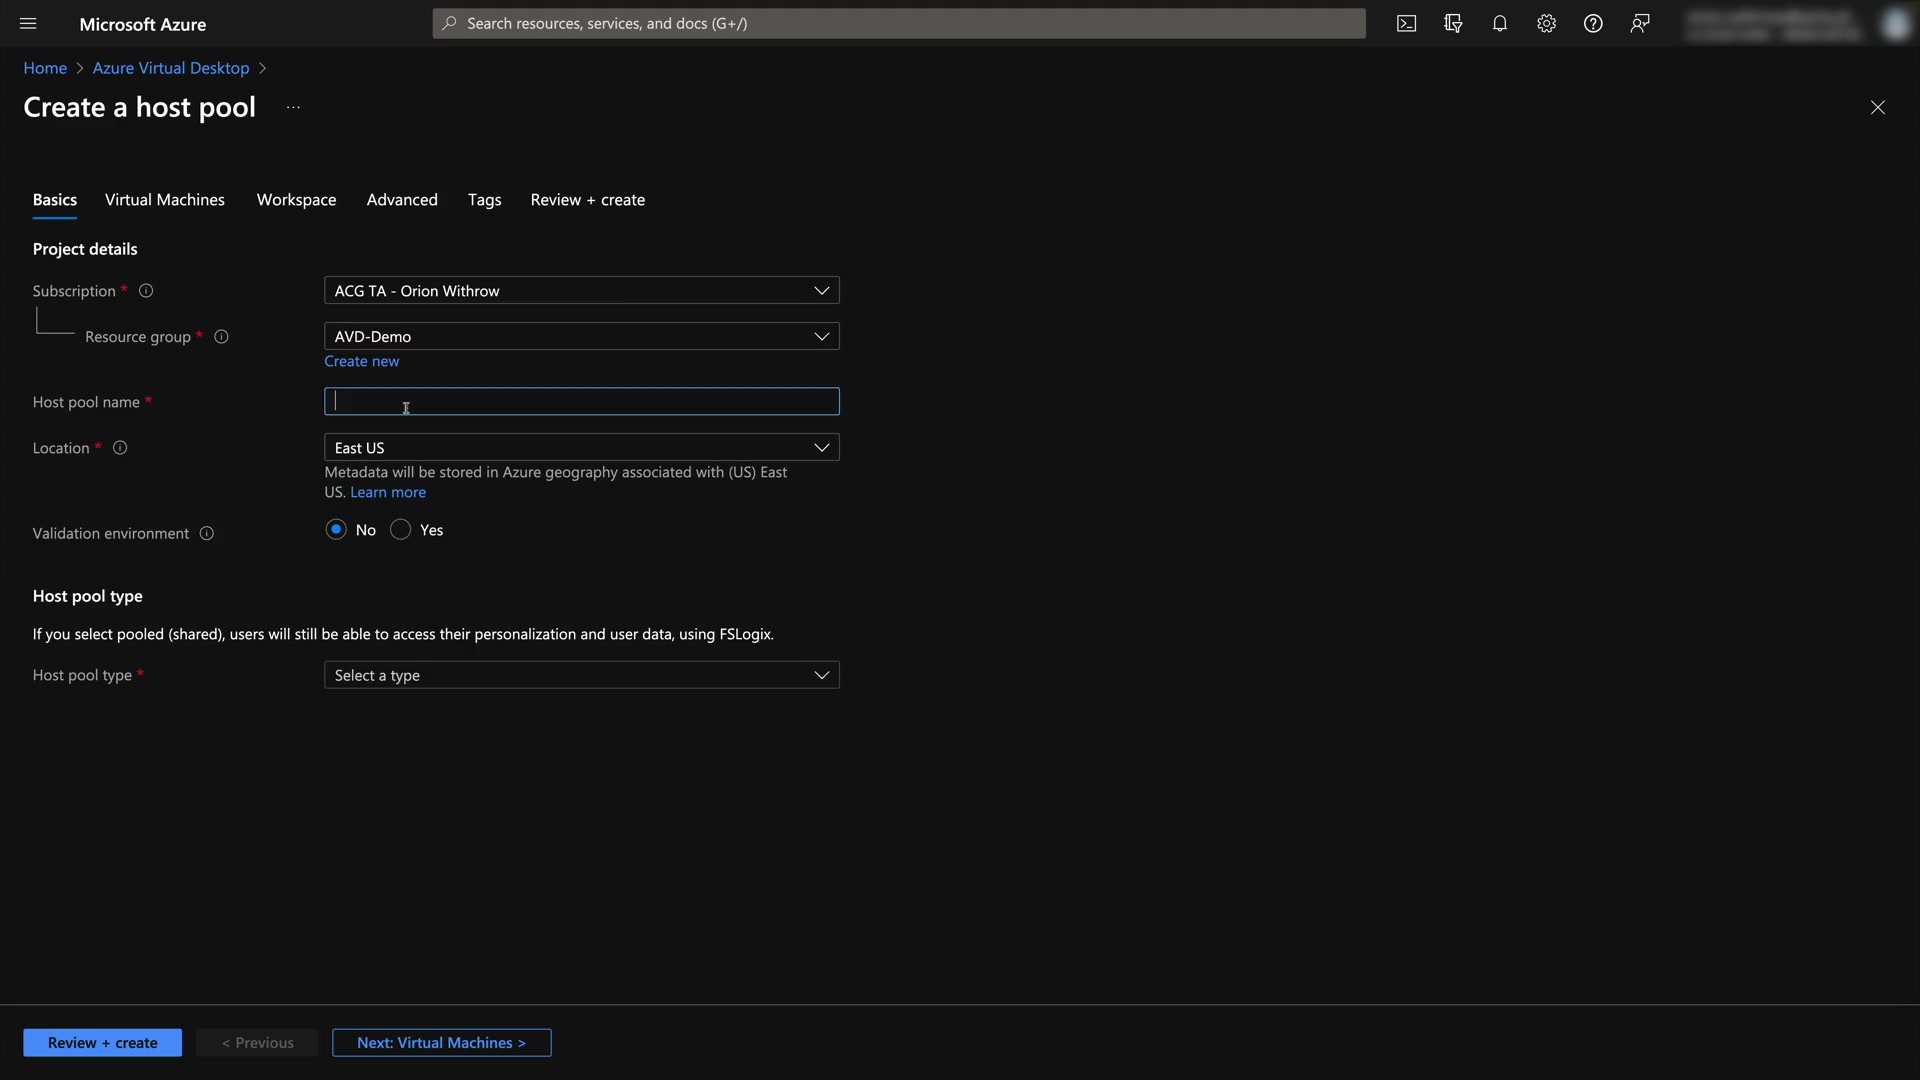 Microsoft Azure
Search resources, services, and docs (G+/)
Home > Azure Virtual Desktop >
Create a host pool ...
Basics Virtual Machines Workspace Advanced Tags Review + create
Project details
Subscription * ACG TA - Orion Withrow
Resource group * AVD-Demo
Create new
Host pool name *
Location * East US
Metadata will be stored in Azure geography associated with (US) East
US. Learn more
Validation environment No Yes
Host pool type
If you select pooled (shared), users will still be able to access their personalization and user data, using FSLogix.
Host pool type * Select a type
Review + create < Previous Next: Virtual Machines >